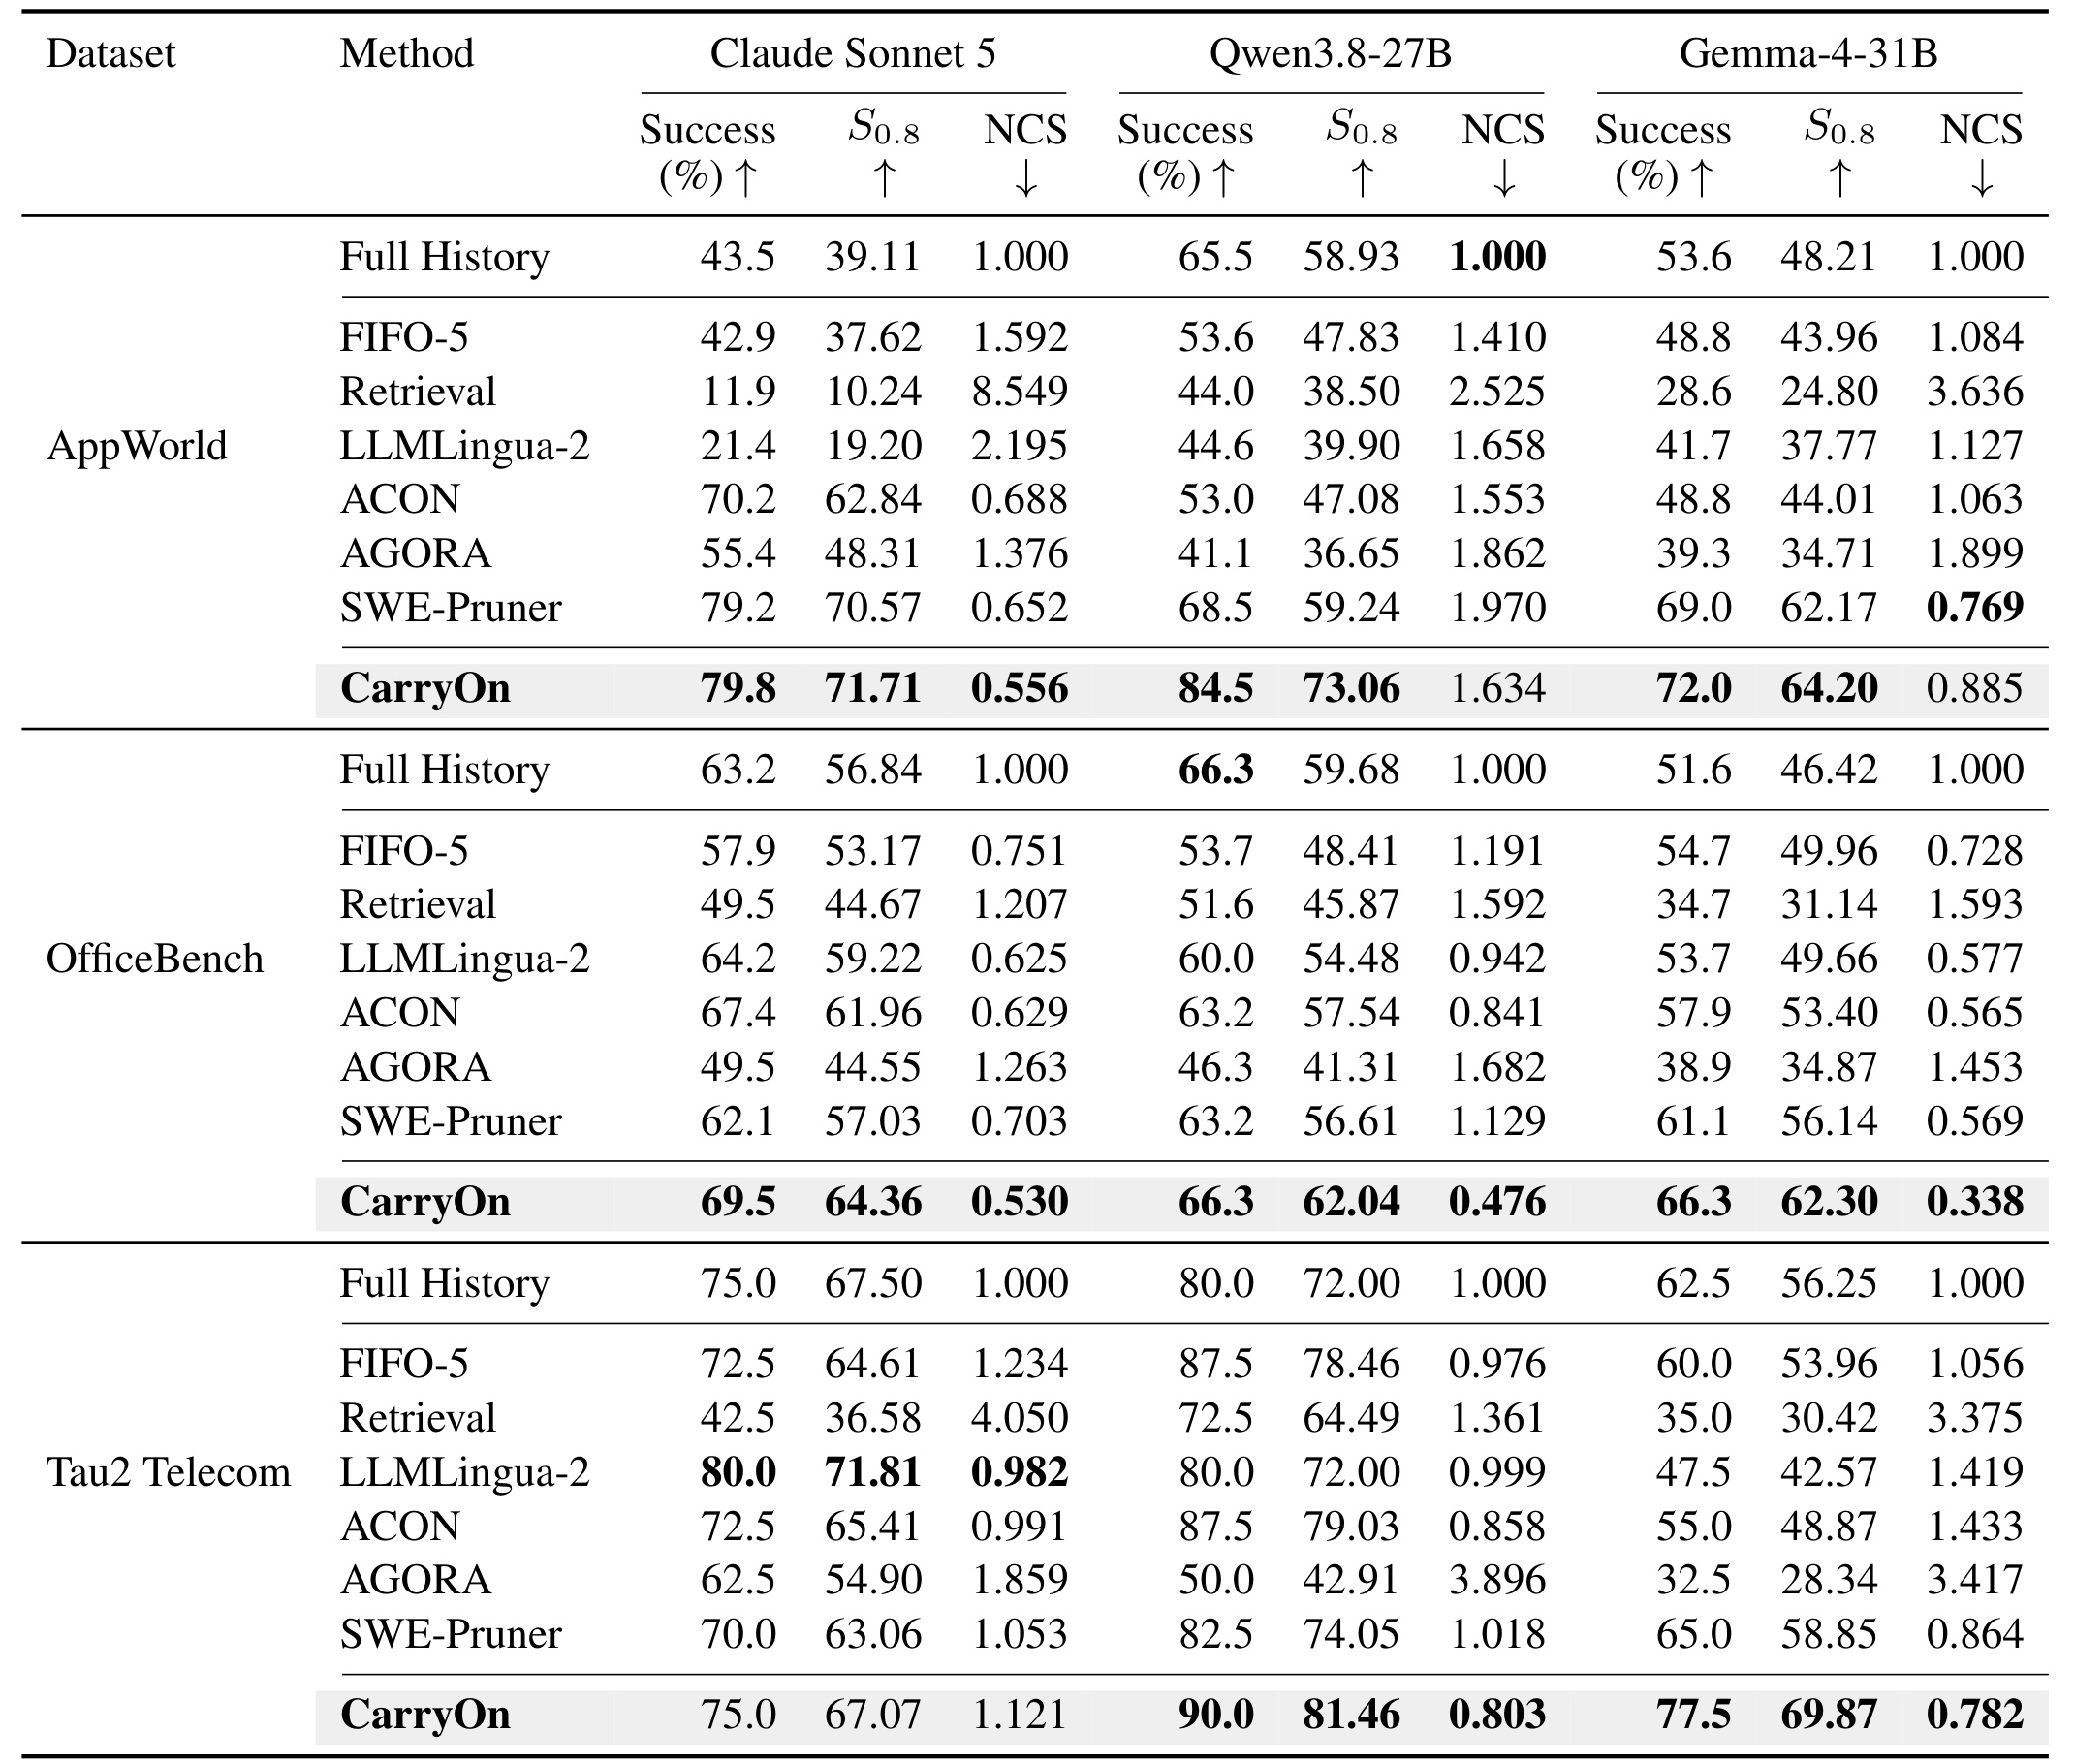 Dataset Method Claude Sonnet 5 Qwen3.8-27B Gemma-4-31B
Success S0.8 NCS Success S0.8 NCS Success S0.8 NCS
(%) ↑ ↑ ↓ (%) ↑ ↑ ↓ (%) ↑ ↑ ↓
Full History 43.5 39.11 1.000 65.5 58.93 1.000 53.6 48.21 1.000
FIFO-5 42.9 37.62 1.592 53.6 47.83 1.410 48.8 43.96 1.084
Retrieval 11.9 10.24 8.549 44.0 38.50 2.525 28.6 24.80 3.636
AppWorld LLMLingua-2 21.4 19.20 2.195 44.6 39.90 1.658 41.7 37.77 1.127
ACON 70.2 62.84 0.688 53.0 47.08 1.553 48.8 44.01 1.063
AGORA 55.4 48.31 1.376 41.1 36.65 1.862 39.3 34.71 1.899
SWE-Pruner 79.2 70.57 0.652 68.5 59.24 1.970 69.0 62.17 0.769
CarryOn 79.8 71.71 0.556 84.5 73.06 1.634 72.0 64.20 0.885
Full History 63.2 56.84 1.000 66.3 59.68 1.000 51.6 46.42 1.000
FIFO-5 57.9 53.17 0.751 53.7 48.41 1.191 54.7 49.96 0.728
Retrieval 49.5 44.67 1.207 51.6 45.87 1.592 34.7 31.14 1.593
OfficeBench LLMLingua-2 64.2 59.22 0.625 60.0 54.48 0.942 53.7 49.66 0.577
ACON 67.4 61.96 0.629 63.2 57.54 0.841 57.9 53.40 0.565
AGORA 49.5 44.55 1.263 46.3 41.31 1.682 38.9 34.87 1.453
SWE-Pruner 62.1 57.03 0.703 63.2 56.61 1.129 61.1 56.14 0.569
CarryOn 69.5 64.36 0.530 66.3 62.04 0.476 66.3 62.30 0.338
Full History 75.0 67.50 1.000 80.0 72.00 1.000 62.5 56.25 1.000
FIFO-5 72.5 64.61 1.234 87.5 78.46 0.976 60.0 53.96 1.056
Retrieval 42.5 36.58 4.050 72.5 64.49 1.361 35.0 30.42 3.375
Tau2 Telecom LLMLingua-2 80.0 71.81 0.982 80.0 72.00 0.999 47.5 42.57 1.419
ACON 72.5 65.41 0.991 87.5 79.03 0.858 55.0 48.87 1.433
AGORA 62.5 54.90 1.859 50.0 42.91 3.896 32.5 28.34 3.417
SWE-Pruner 70.0 63.06 1.053 82.5 74.05 1.018 65.0 58.85 0.864
CarryOn 75.0 67.07 1.121 90.0 81.46 0.803 77.5 69.87 0.782